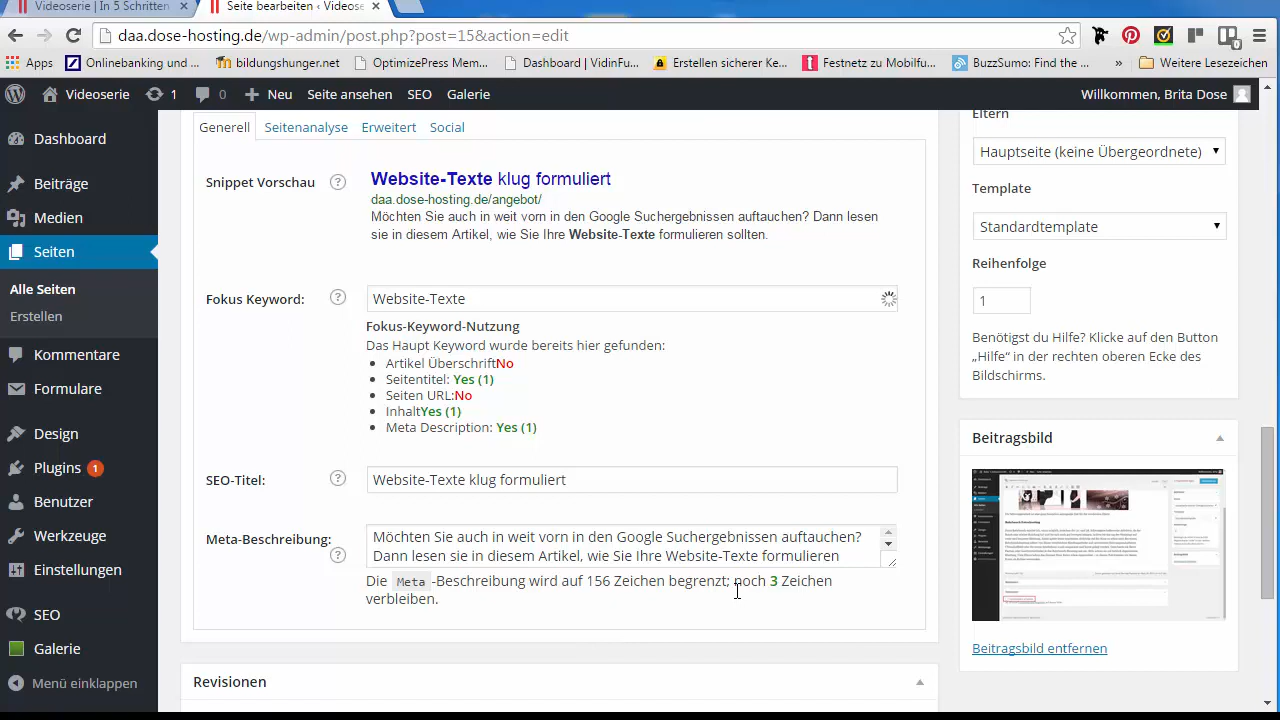 Videoserie | In 5 Schritten
Seite bearbeiten ‹ Videose
daa.dose-hosting.de/wp-admin/post.php?post=15&action=edit
Apps
Onlinebanking und ...
bildungshunger.net
OptimizePress Mem...
Dashboard | VidinFu...
Erstellen sicherer Ke...
Festnetz zu Mobilfu...
BuzzSumo: Find the ...
»
Weitere Lesezeichen
Videoserie
1
0
Neu
Seite ansehen
SEO
Galerie
Willkommen, Brita Dose
Dashboard
Beiträge
Medien
Seiten
Alle Seiten
Erstellen
Kommentare
Formulare
Design
Plugins 1
Benutzer
Werkzeuge
Einstellungen
SEO
Galerie
Menü einklappen
Generell
Seitenanalyse
Erweitert
Social
Snippet Vorschau ?
Website-Texte klug formuliert
daa.dose-hosting.de/angebot/
Möchten Sie auch in weit vorn in den Google Suchergebnissen auftauchen? Dann lesen
sie in diesem Artikel, wie Sie Ihre Website-Texte formulieren sollten.
Fokus Keyword: ?
Website-Texte
Fokus-Keyword-Nutzung
Das Haupt Keyword wurde bereits hier gefunden:
Artikel ÜberschriftNo
Seitentitel: Yes (1)
Seiten URL:No
InhaltYes (1)
Meta Description: Yes (1)
SEO-Titel: ?
Website-Texte klug formuliert
Meta-Beschreibung: ?
Möchten Sie auch in weit vorn in den Google Suchergebnissen auftauchen?
Dann lesen sie in diesem Artikel, wie Sie Ihre Website-Texte formulieren
Die Meta -Beschreibung wird auf 156 Zeichen begrenzt, noch 3 Zeichen
verbleiben.
Revisionen
Eltern
Hauptseite (keine Übergeordnete)
Template
Standardtemplate
Reihenfolge
1
Benötigst du Hilfe? Klicke auf den Button
„Hilfe“ in der rechten oberen Ecke des
Bildschirms.
Beitragsbild
Beitragsbild entfernen